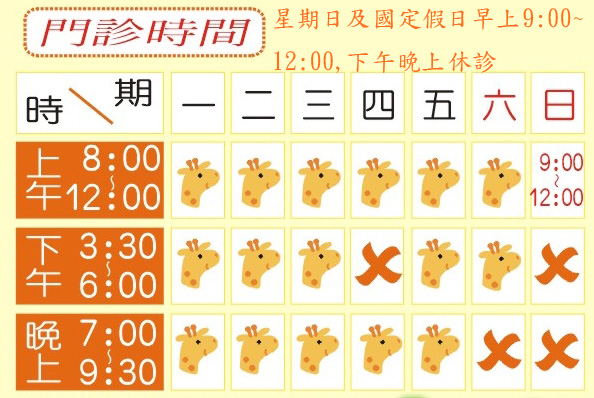 門診時間
星期日及國定假日早上9:00~
12:00,下午晚上休診
時 期 一 二 三 四 五 六 日
上午 8:00~12:00
9:00~12:00
下午 3:30~6:00
晚上 7:00~9:30